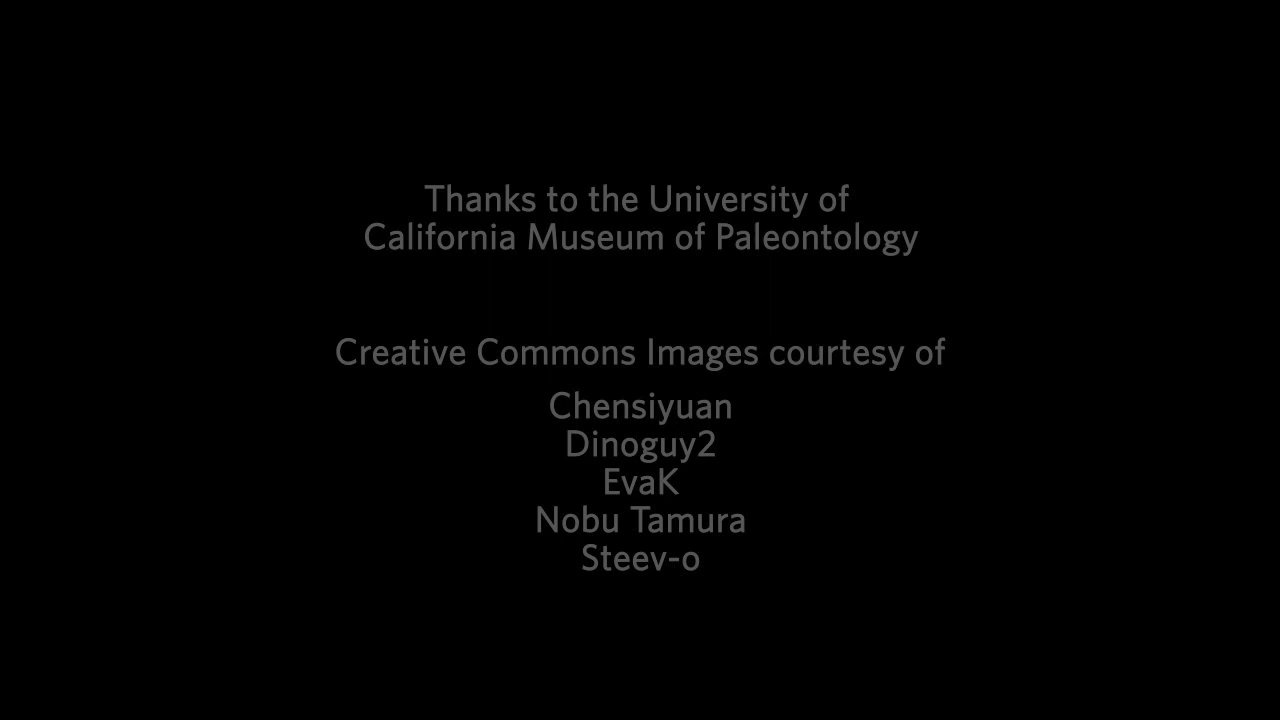 Thanks to the University of
California Museum of Paleontology
Creative Commons Images courtesy of
Chensiyuan
Dinoguy2
EvaK
Nobu Tamura
Steev-o